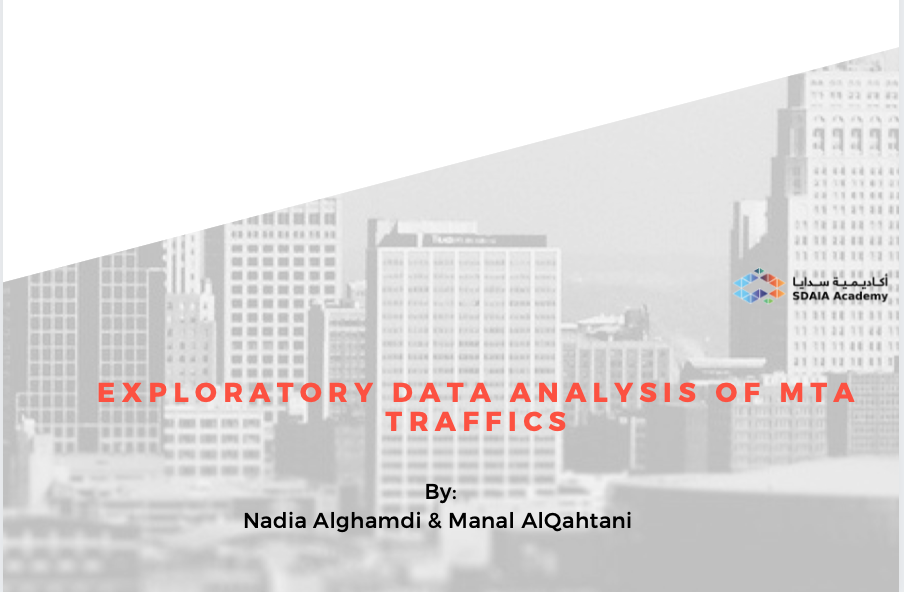 أكاديمية سدايا
SDAIA Academy
EXPLORATORY DATA ANALYSIS OF MTA
TRAFFICS
By:
Nadia Alghamdi & Manal AlQahtani